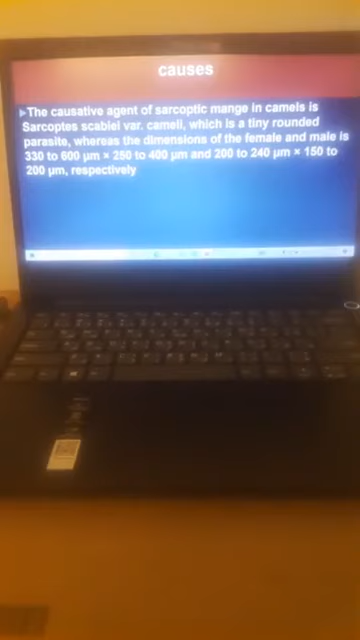 causes
▶The causative agent of sarcoptic mange in camels is
Sarcoptes scabiei var. cameli, which is a tiny rounded
parasite, whereas the dimensions of the female and male is
330 to 600 μm × 250 to 400 μm and 200 to 240 μm × 150 to
200 μm, respectively